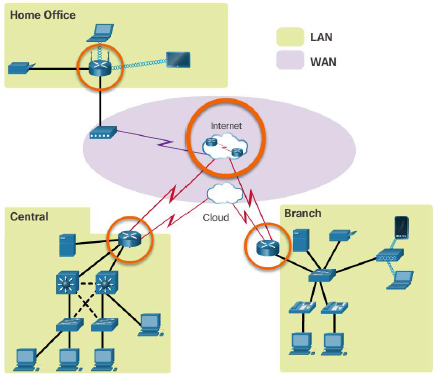 Home Office
LAN
WAN
Internet
Cloud
Central
Branch